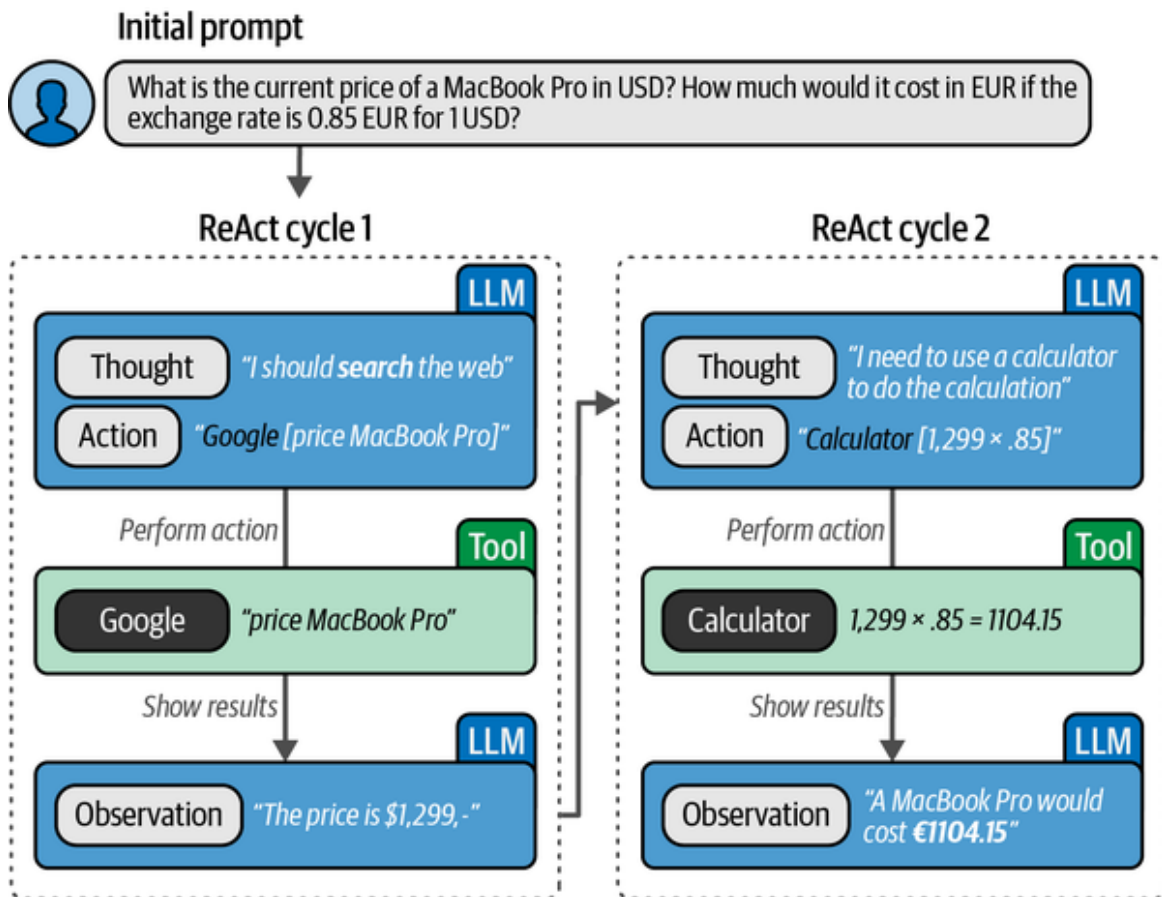 Initial prompt
What is the current price of a MacBook Pro in USD? How much would it cost in EUR if the
exchange rate is 0.85 EUR for 1 USD?
ReAct cycle 1
LLM
Thought "I should search the web"
Action "Google [price MacBook Pro]"
Perform action
Tool
Google "price MacBook Pro"
Show results
LLM
Observation "The price is $1,299,-"
ReAct cycle 2
LLM
Thought "I need to use a calculator
to do the calculation"
Action "Calculator [1,299 × .85]"
Perform action
Tool
Calculator 1,299 × .85 = 1104.15
Show results
LLM
Observation "A MacBook Pro would
cost €1104.15"